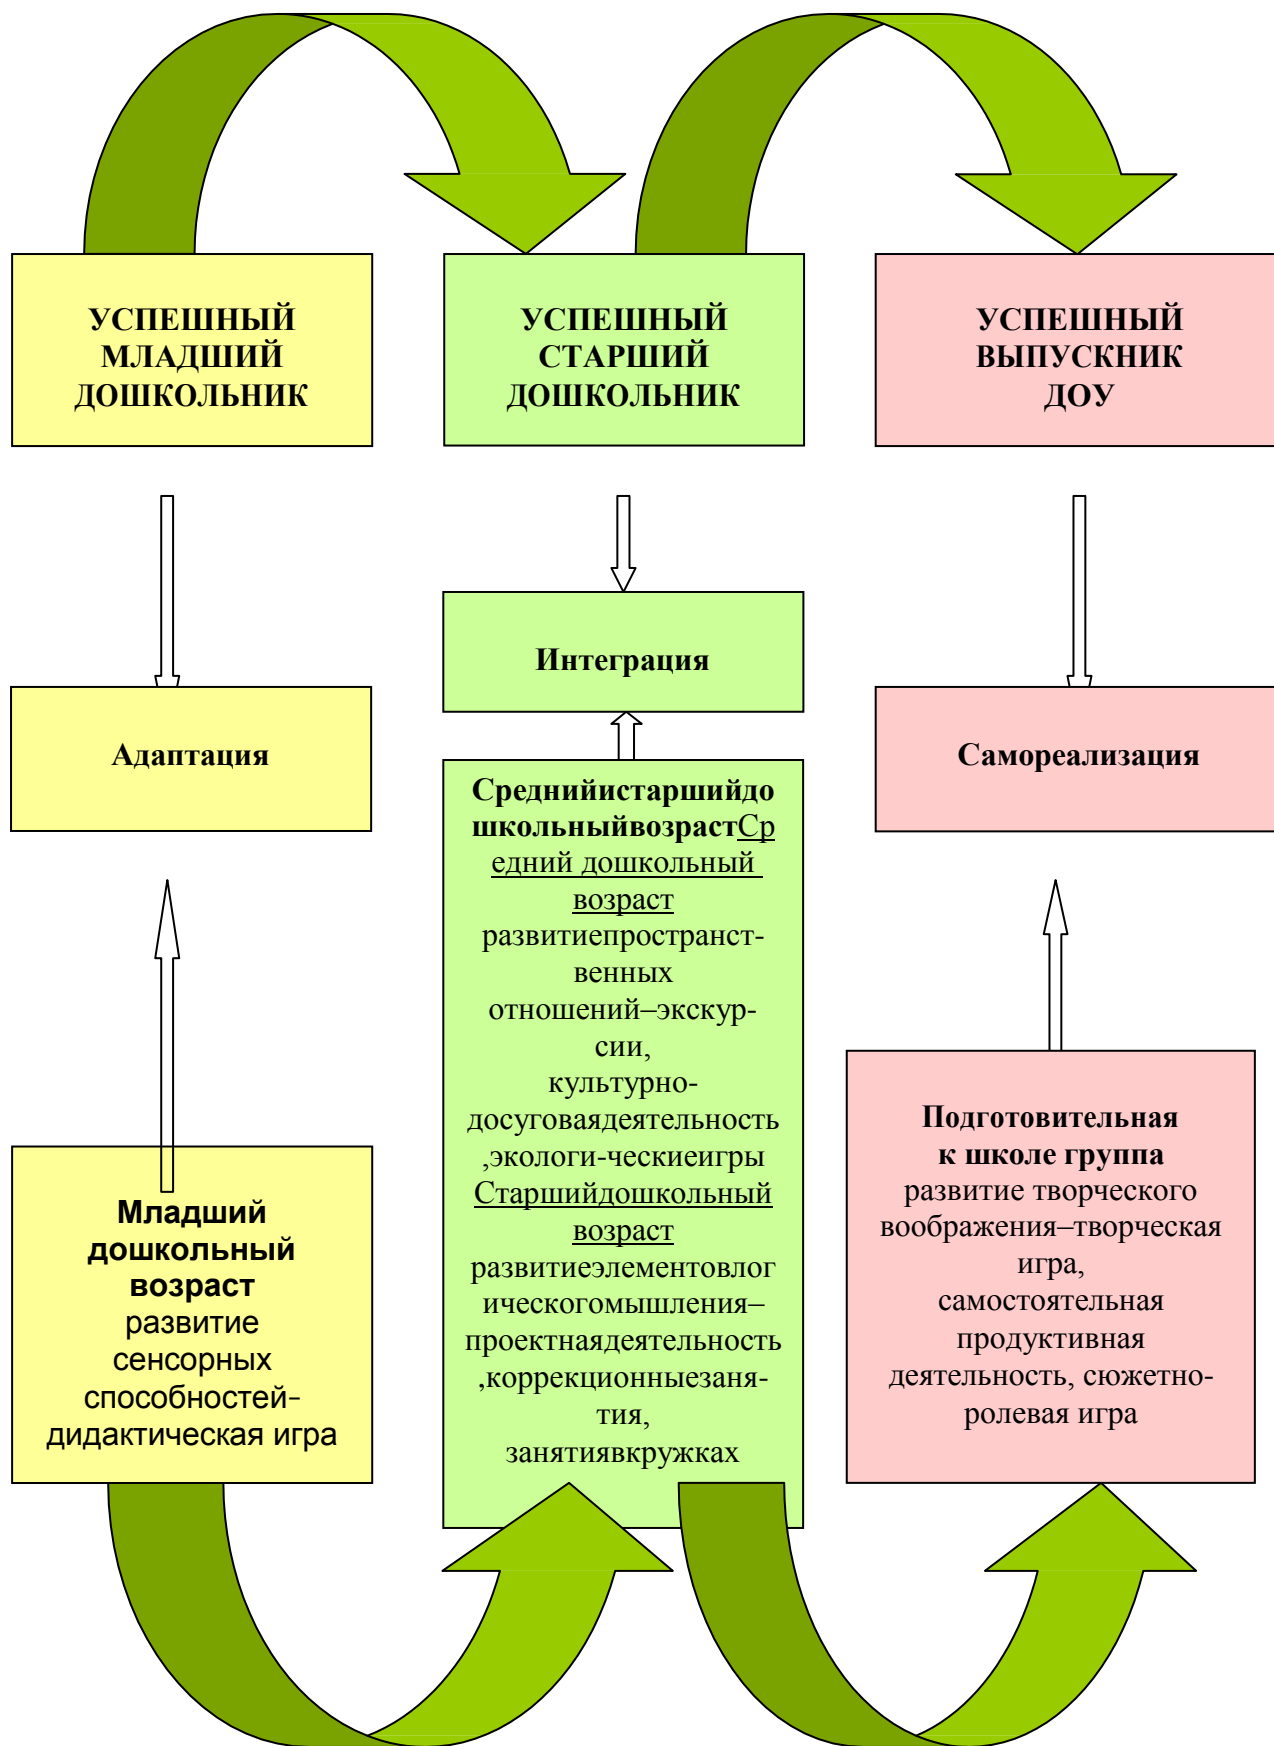 УСПЕШНЫЙ
МЛАДШИЙ
ДОШКОЛЬНИК
УСПЕШНЫЙ
СТАРШИЙ
ДОШКОЛЬНИК
УСПЕШНЫЙ
ВЫПУСКНИК
ДОУ
Адаптация
Интеграция
Самореализация
Младший
дошкольный
возраст
развитие
сенсорных
способностей–
дидактическая игра
Среднийистаршийдо
школьныйвозрастСр
едний дошкольный
возраст
развитиепространст-
венных
отношений–экскур-
сии,
культурно-
досуговаядеятельность
,экологи-ческиеигры
Старшийдошкольный
возраст
развитиеэлементовлог
ическогомышления–
проектнаядеятельность
,коррекционныезаня-
тия,
занятиявкружках
Подготовительная
к школе группа
развитие творческого
воображения–творческая
игра,
самостоятельная
продуктивная
деятельность, сюжетно-
ролевая игра